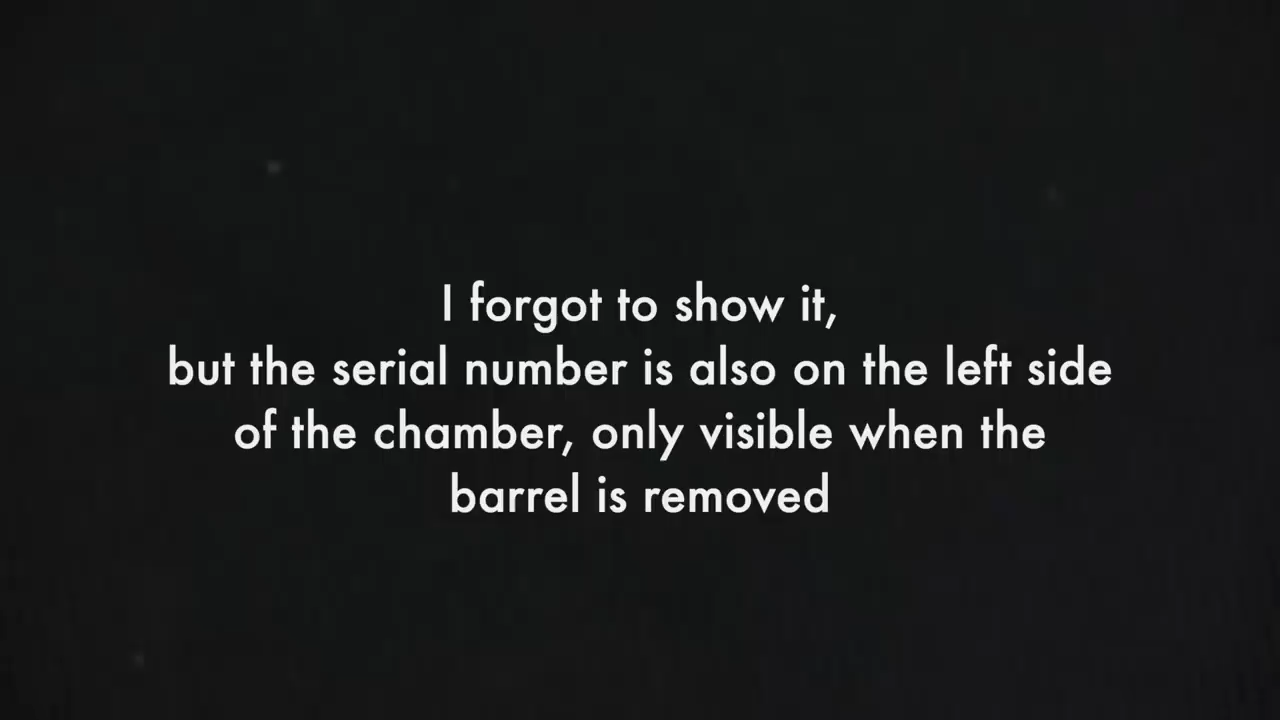 I forgot to show it,
but the serial number is also on the left side
of the chamber, only visible when the
barrel is removed